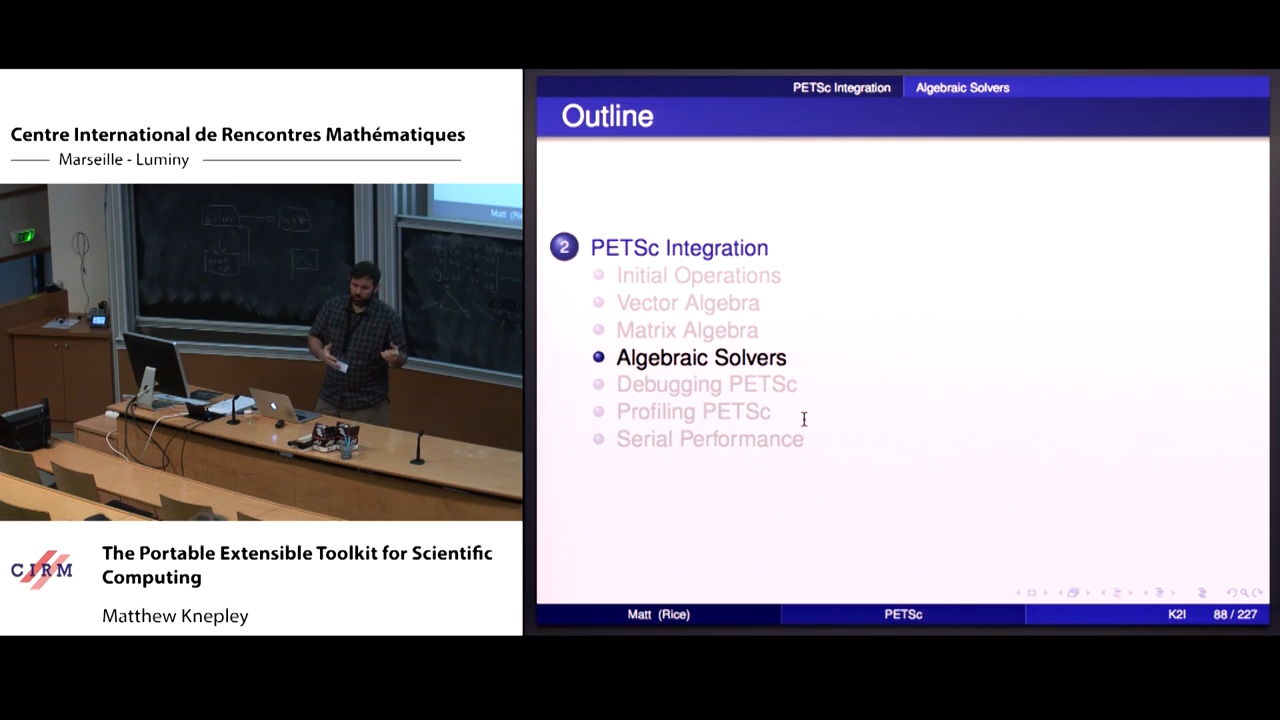 Centre International de Rencontres Mathématiques
Marseille - Luminy
CIRM
The Portable Extensible Toolkit for Scientific
Computing
Matthew Knepley
PETSc Integration
Algebraic Solvers
Outline
2 PETSc Integration
Initial Operations
Vector Algebra
Matrix Algebra
Algebraic Solvers
Debugging PETSc
Profiling PETSc
Serial Performance
Matt (Rice)
PETSc
K2I
88 / 227